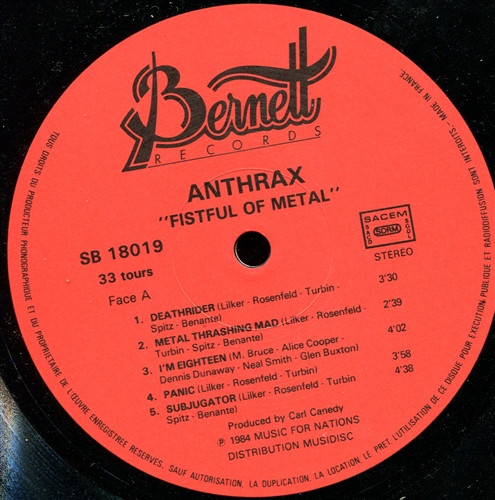 Bernett
RECORDS
ANTHRAX
"FISTFUL OF METAL"
SB 18019
33 tours
Face A
SACEM
SACD SDRM SGDL
STEREO
1. DEATHRIDER (Lilker - Rosenfeld - Turbin - 3'30
Spitz - Benante)
2. METAL THRASHING MAD (Lilker - Rosenfeld - 2'39
Turbin - Spitz - Benante)
3. I'M EIGHTEEN (M. Bruce - Alice Cooper - 4'02
Dennis Dunaway - Neal Smith - Glen Buxton)
4. PANIC (Lilker - Rosenfeld - Turbin) 3'58
5. SUBJUGATOR (Lilker - Rosenfeld - Turbin 4'38
Spitz - Benante)
Produced by Carl Canedy
℗ 1984 MUSIC FOR NATIONS
DISTRIBUTION MUSIDISC
TOUS DROITS DU PRODUCTEUR PHONOGRAPHIQUE ET DU PROPRIETAIRE DE L'ŒUVRE ENREGISTREE RESERVES. SAUF AUTORISATION, LA DUPLICATION, LA LOCATION, LE PRET, L'UTILISATION DE CE DISQUE POUR EXECUTION PUBLIQUE ET RADIODIFFUSION SONT INTERDITS - MADE IN FRANCE.